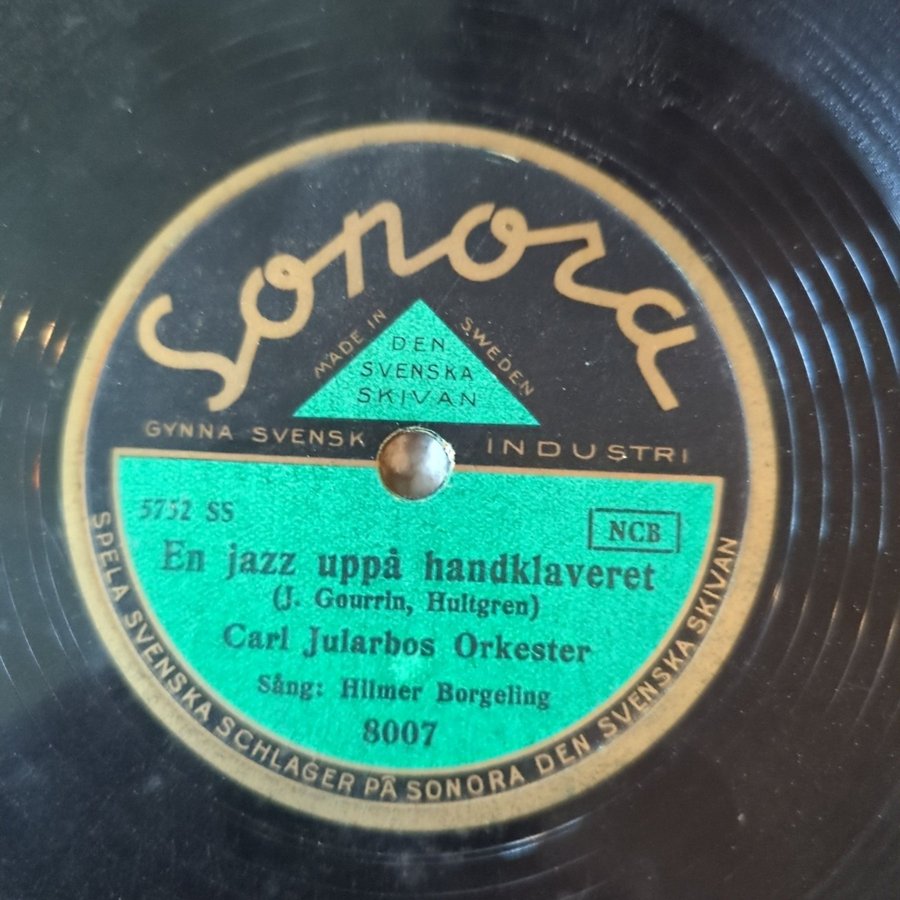 Sonora
MADE IN SWEDEN
DEN
SVENSKA
SKIVAN
GYNNA SVENSK INDUSTRI
5752 SS
NCB
En jazz uppå handklaveret
(J. Gourrin, Hultgren)
Carl Jularbos Orkester
Sång: Hilmer Borgeling
8007
SPELA SVENSKA SCHLAGER PÅ SONORA DEN SVENSKA SKIVAN